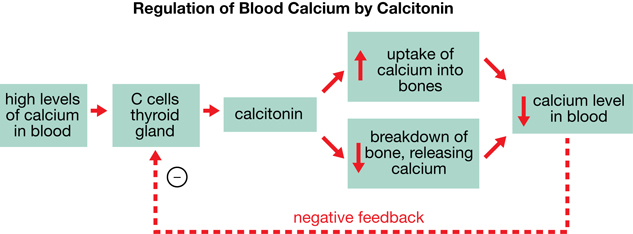 Regulation of Blood Calcium by Calcitonin
high levels
of calcium
in blood
C cells
thyroid
gland
calcitonin
uptake of
calcium into
bones
breakdown of
bone, releasing
calcium
calcium level
in blood
−
negative feedback